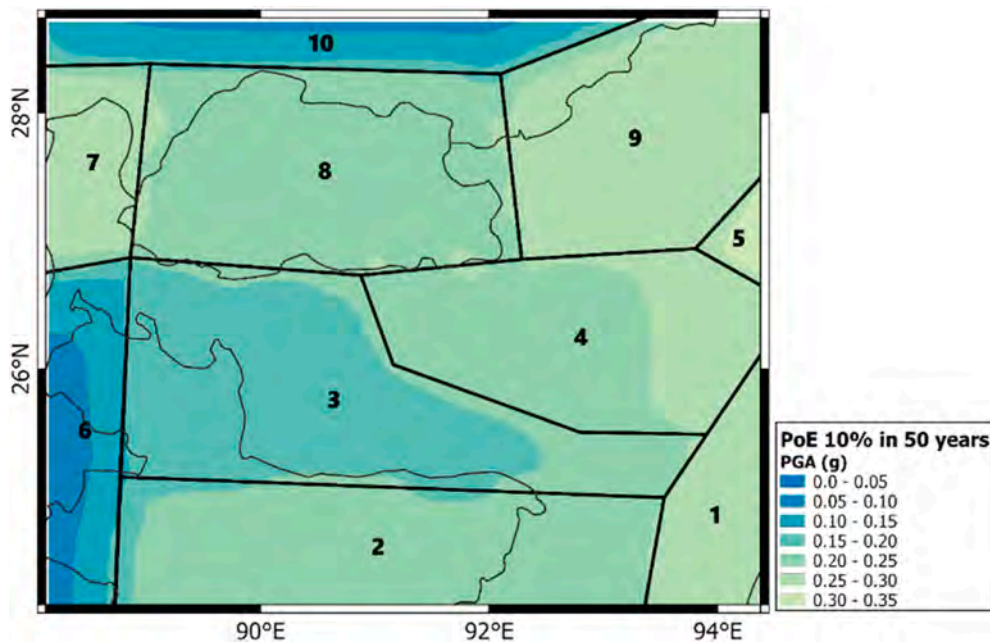 10
28°N
9
7
8
5
4
26°N
3
6
PoE 10% in 50 years
PGA (g)
0.0 - 0.05
0.05 - 0.10
0.10 - 0.15
0.15 - 0.20
0.20 - 0.25
0.25 - 0.30
0.30 - 0.35
1
2
90°E
92°E
94°E